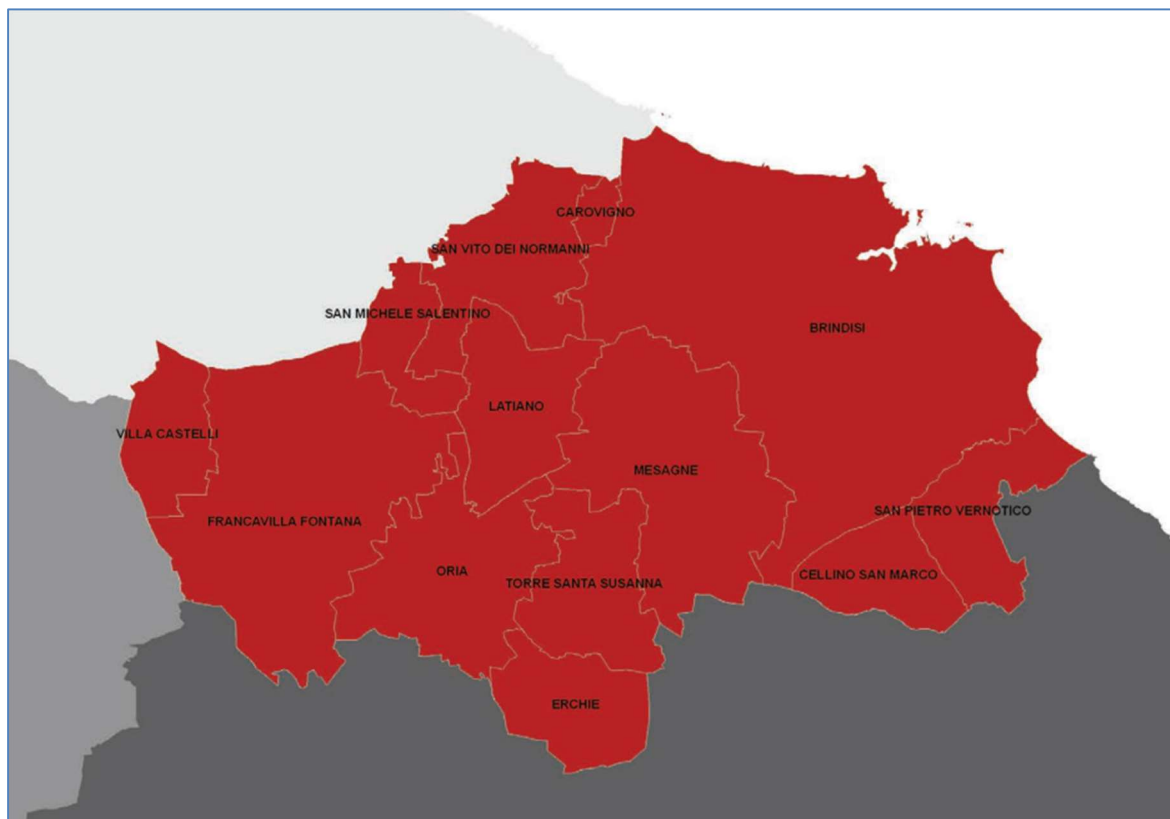 CAROVIGNO
SAN VITO DEI NORMANNI
SAN MICHELE SALENTINO
BRINDISI
LATIANO
VILLA CASTELLI
MESAGNE
SAN PIETRO VERNOTICO
FRANCAVILLA FONTANA
ORIA
CELLINO SAN MARCO
TORRE SANTA SUSANNA
ERCHIE